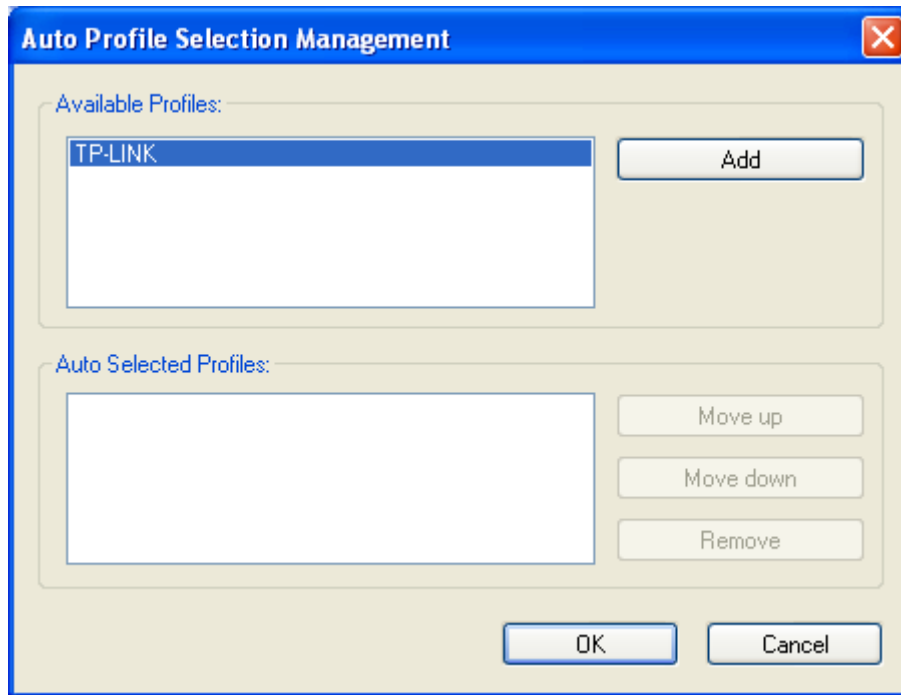 Auto Profile Selection Management
Available Profiles:
TP-LINK
Add
Auto Selected Profiles:
Move up
Move down
Remove
OK
Cancel